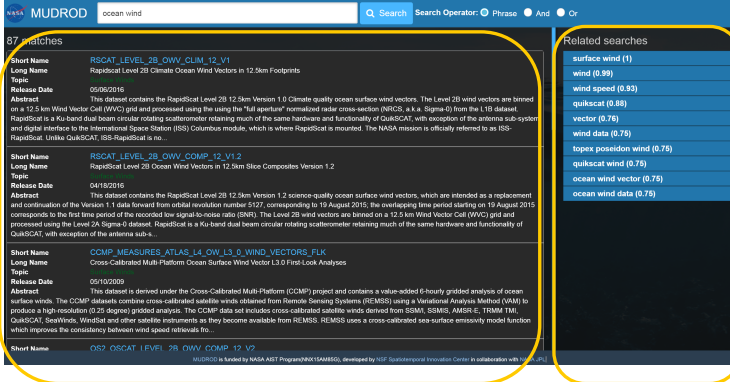 NASA MUDROD ocean wind Search Search Operator: Phrase And Or
87 matches
Short Name RSCAT_LEVEL_2B_OWV_CLIM_12_V1
Long Name Rapidscat Level 2B Climate Ocean Wind Vectors in 12.5km Footprints
Topic Surface Winds
Release Date 05/06/2016
Abstract This dataset contains the RapidScat Level 2B 12.5km Version 1.0 Climate quality ocean surface wind vectors. The Level 2B wind vectors are binned
on a 12.5 km Wind Vector Cell (WVC) grid and processed using the using the "full aperture" normalized radar cross-section (NRCS, a.k.a. Sigma-0) from the L1B dataset.
RapidScat is a Ku-band dual beam circular rotating scatterometer retaining much of the same hardware and functionality of QuikSCAT, with exception of the antenna sub-system
and digital interface to the International Space Station (ISS) Columbus module, which is where RapidScat is mounted. The NASA mission is officially referred to as ISS-
RapidScat. Unlike QuikSCAT, ISS-RapidScat is no...
Short Name RSCAT_LEVEL_2B_OWV_COMP_12_V1.2
Long Name RapidScat Level 2B Ocean Wind Vectors in 12.5km Slice Composites Version 1.2
Topic Surface Winds
Release Date 04/18/2016
Abstract This dataset contains the RapidScat Level 2B 12.5km Version 1.2 science-quality ocean surface wind vectors, which are intended as a replacement
and continuation of the Version 1.1 data forward from orbital revolution number 5127, corresponding to 19 August 2015; the overlapping time period starting on 19 August 2015
corresponds to the first time period of the recorded low signal-to-noise ratio (SNR). The Level 2B wind vectors are binned on a 12.5 km Wind Vector Cell (WVC) grid and
processed using the Level 2A Sigma-0 dataset. RapidScat is a Ku-band dual beam circular rotating scatterometer retaining much of the same hardware and functionality of
QuikSCAT, with exception of the antenna sub-s...
Short Name CCMP_MEASURES_ATLAS_L4_OW_L3_0_WIND_VECTORS_FLK
Long Name Cross-Calibrated Multi-Platform Ocean Surface Wind Vector L3.0 First-Look Analyses
Topic Surface Winds
Release Date 05/10/2009
Abstract This dataset is derived under the Cross-Calibrated Multi-Platform (CCMP) project and contains a value-added 6-hourly gridded analysis of ocean
surface winds. The CCMP datasets combine cross-calibrated satellite winds obtained from Remote Sensing Systems (REMSS) using a Variational Analysis Method (VAM) to
produce a high-resolution (0.25 degree) gridded analysis. The CCMP data set includes cross-calibrated satellite winds derived from SSM/I, SSMIS, AMSR-E, TRMM TMI,
QuikSCAT, SeaWinds, WindSat and other satellite instruments as they become available from REMSS. REMSS uses a cross-calibrated sea-surface emissivity model function
which improves the consistency between wind speed retrievals fro...
Short Name OS2_OSCAT_LEVEL_2B_OWV_COMP_12_V2
Related searches
surface wind (1)
wind (0.99)
wind speed (0.93)
quikscat (0.88)
vector (0.76)
wind data (0.75)
topex poseidon wind (0.75)
quikscat wind (0.75)
ocean wind vector (0.75)
ocean wind data (0.75)
MUDROD is funded by NASA AIST Program(NNX15AM85G), developed by NSF Spatiotemporal Innovation Center in collaboration with NASA JPL